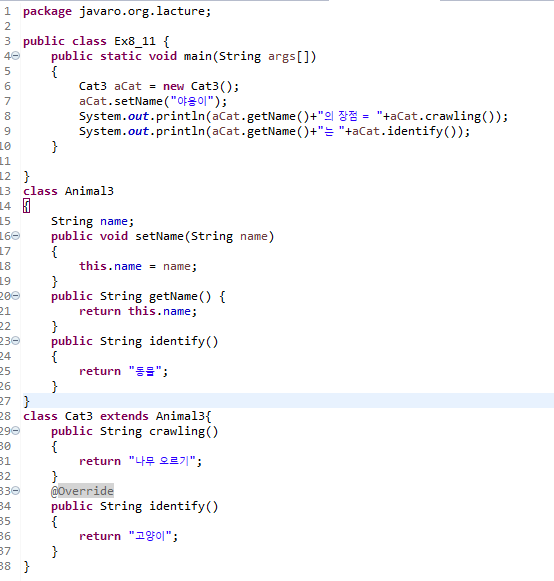 1 package javaro.org.lacture;
2
3 public class Ex8_11 {
4 public static void main(String args[])
5 {
6 Cat3 aCat = new Cat3();
7 aCat.setName("야옹이");
8 System.out.println(aCat.getName()+"의 장점 = "+aCat.crawling());
9 System.out.println(aCat.getName()+"는 "+aCat.identify());
10 }
11
12 }
13 class Animal3
14 {
15 String name;
16 public void setName(String name)
17 {
18 this.name = name;
19 }
20 public String getName() {
21 return this.name;
22 }
23 public String identify()
24 {
25 return "동물";
26 }
27 }
28 class Cat3 extends Animal3{
29 public String crawling()
30 {
31 return "나무 오르기";
32 }
33 @Override
34 public String identify()
35 {
36 return "고양이";
37 }
38 }